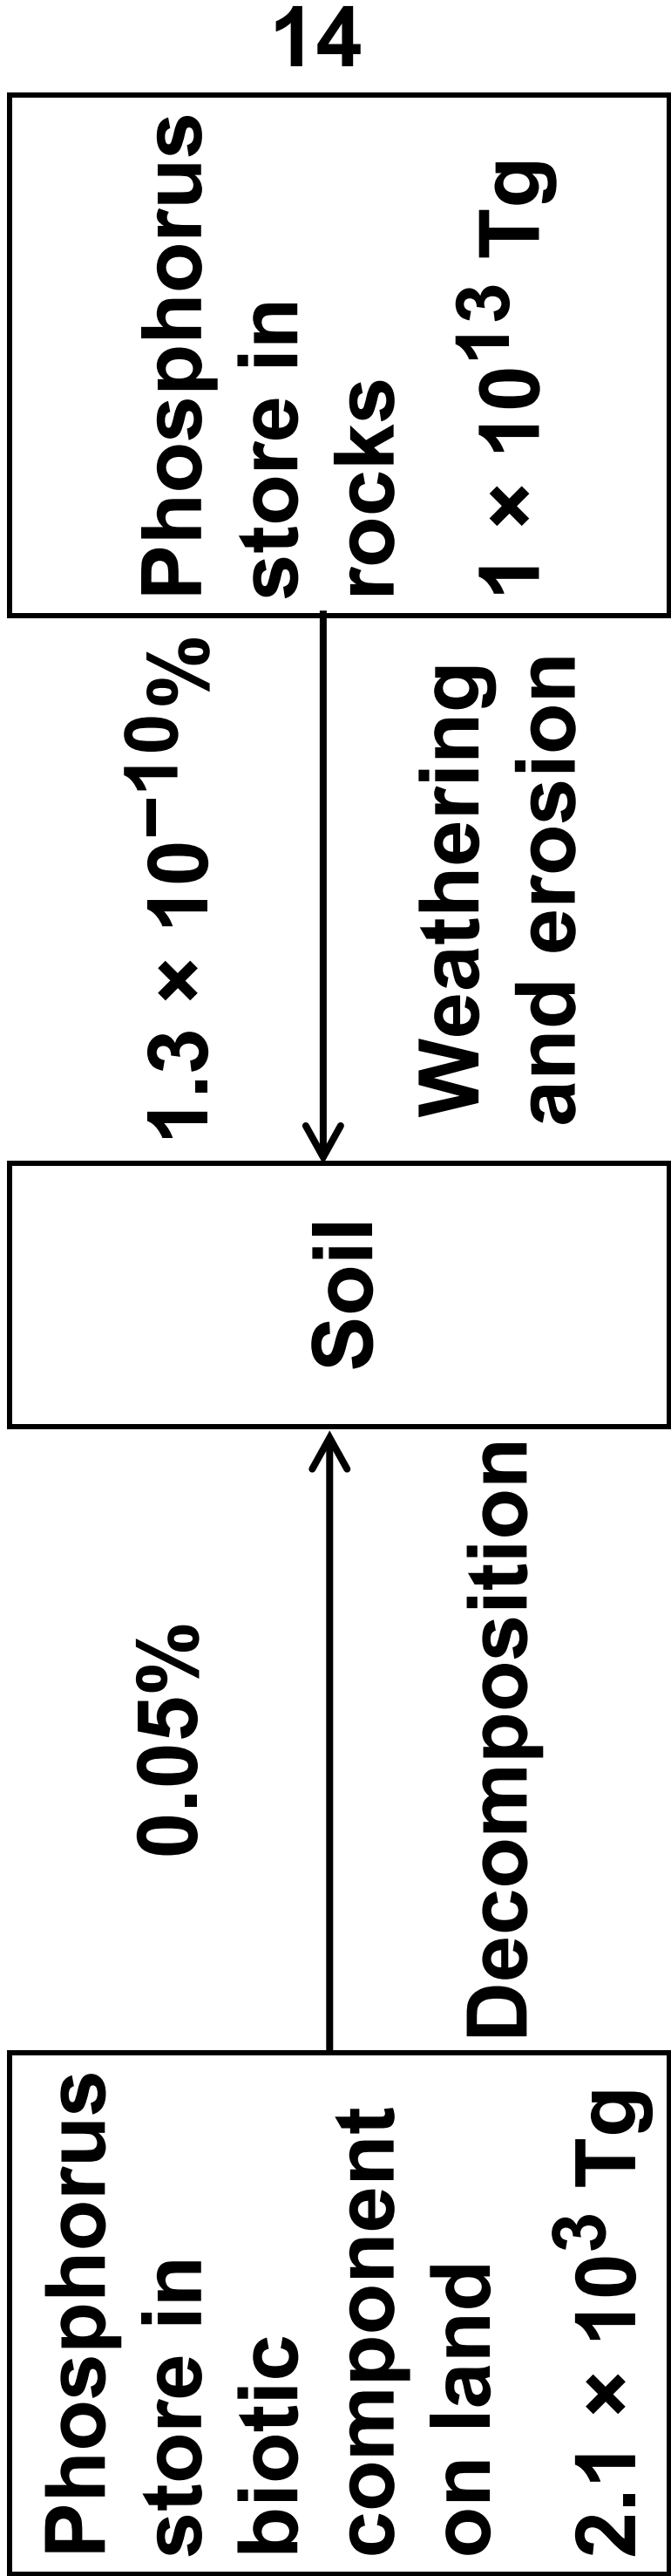 Phosphorus
store in
biotic
component
on land
2.1 × 10³ Tg
0.05%
Decomposition
Soil
1.3 × 10⁻¹⁰%
Weathering
and erosion
Phosphorus
store in
rocks
1 × 10¹³ Tg
14